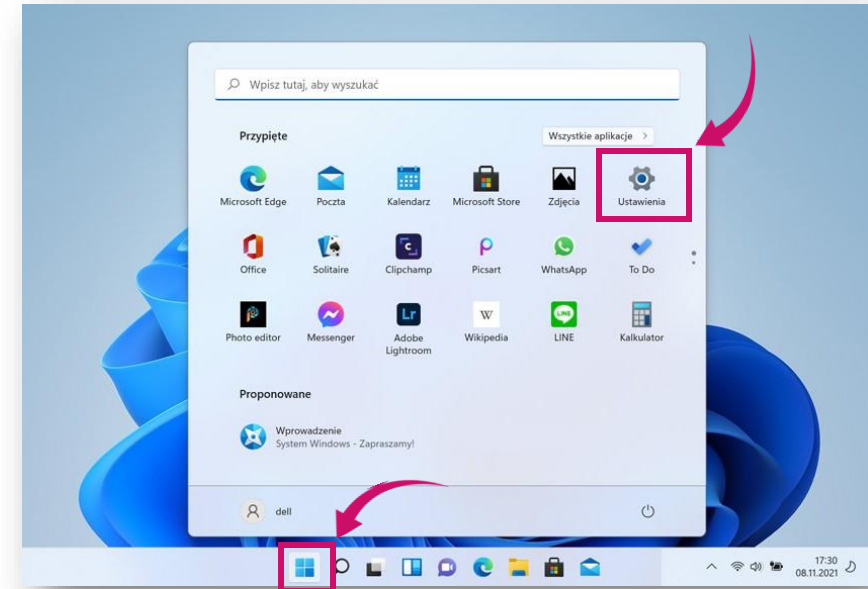 Wpisz tutaj, aby wyszukać
Przypięte
Wszystkie aplikacje >
Microsoft Edge Poczta Kalendarz Microsoft Store Zdjęcia Ustawienia
Office Solitaire Clipchamp Picsart WhatsApp To Do
Photo editor Messenger Adobe Lightroom Wikipedia LINE Kalkulator
Proponowane
Wprowadzenie
System Windows - Zapraszamy!
dell
17:30
08.11.2021